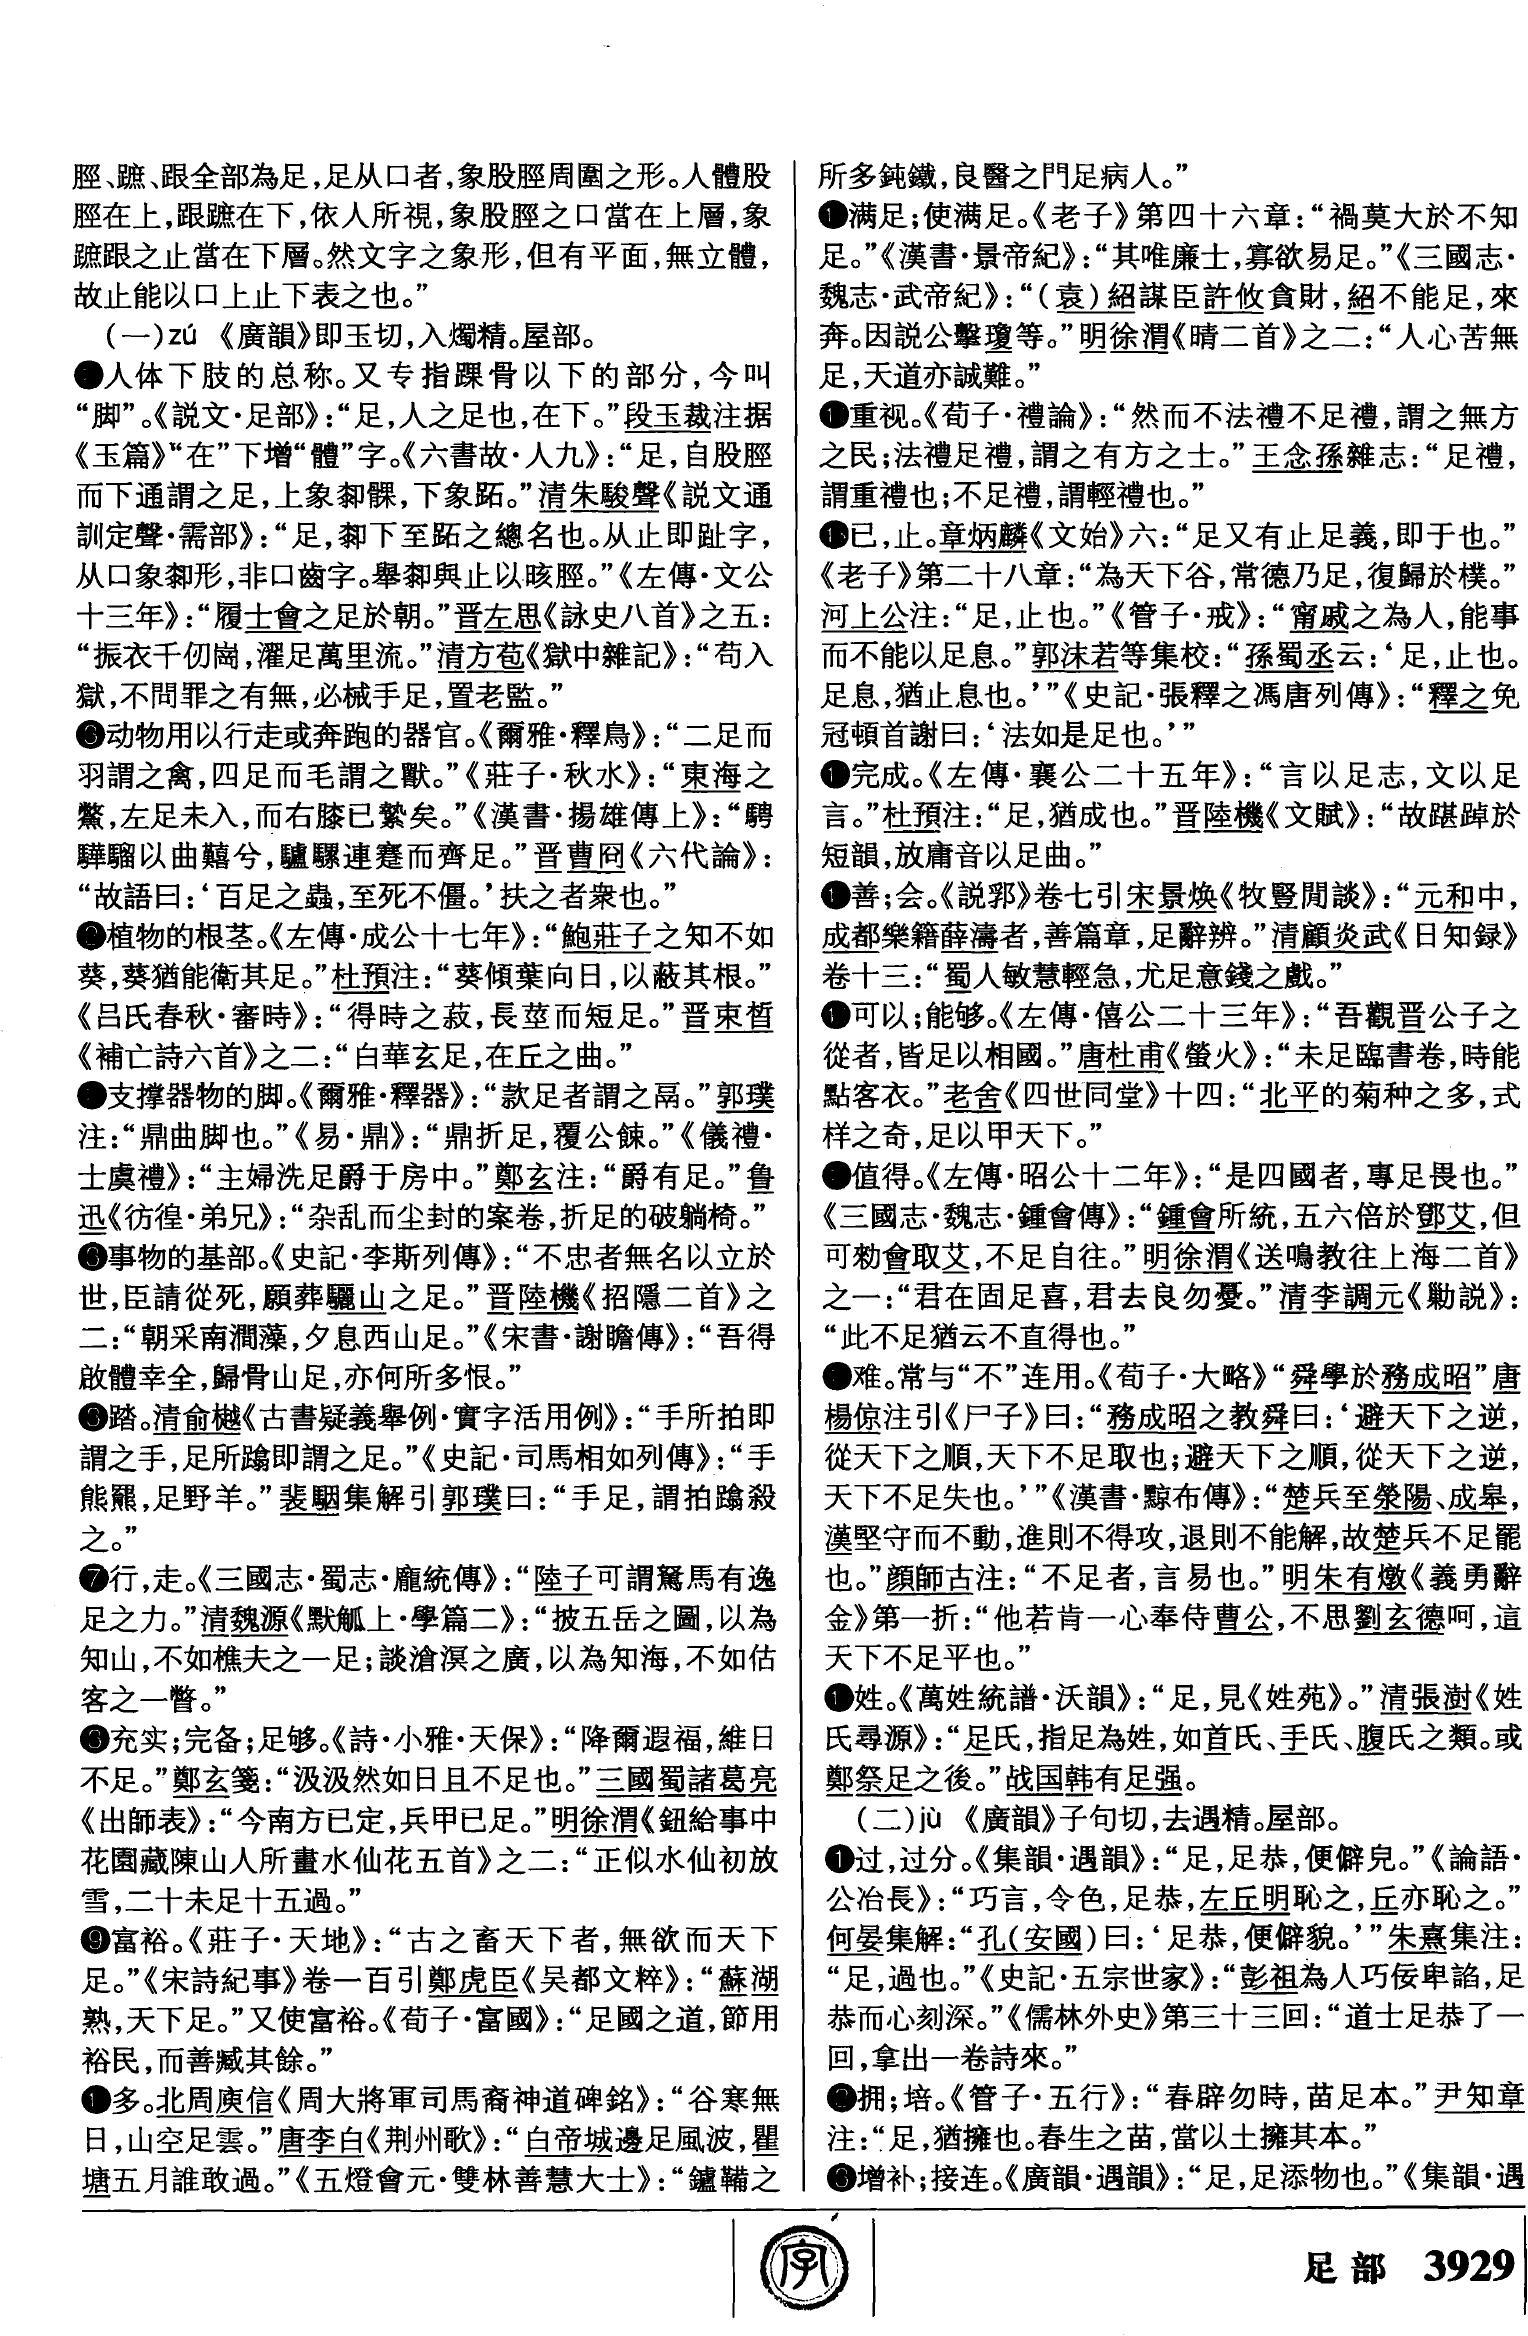 脛、蹠、跟全部為足，足从口者，象股脛周圍之形。人體股
脛在上，跟蹠在下，依人所視，象股脛之口當在上層，象
蹠跟之止當在下層。然文字之象形，但有平面，無立體，
故止能以口上止下表之也。”
（一）zú 《廣韻》即玉切，入燭精。屋部。
人体下肢的总称。又专指踝骨以下的部分，今叫
“脚”。《説文·足部》：“足，人之足也，在下。”段玉裁注据
《玉篇》“在”下增“體”字。《六書故·人九》：“足，自股脛
而下通謂之足，上象厀髁，下象跖。”清朱駿聲《説文通
訓定聲·需部》：“足，厀下至跖之總名也。从止即趾字，
从口象厀形，非口齒字。舉厀與止以晐脛。”《左傳·文公
十三年》：“履士會之足於朝。”晋左思《詠史八首》之五：
“振衣千仞崗，濯足萬里流。”清方苞《獄中雜記》：“苟入
獄，不問罪之有無，必械手足，置老監。”
动物用以行走或奔跑的器官。《爾雅·釋鳥》：“二足而
羽謂之禽，四足而毛謂之獸。”《莊子·秋水》：“東海之
鱉，左足未入，而右膝已縶矣。”《漢書·揚雄傳上》：“騁
驊騮以曲囏兮，驢騾連蹇而齊足。”晋曹冏《六代論》：
“故語曰：‘百足之蟲，至死不僵。’扶之者衆也。”
❷植物的根茎。《左傳·成公十七年》：“鮑莊子之知不如
葵，葵猶能衛其足。”杜預注：“葵傾葉向日，以蔽其根。”
《吕氏春秋·審時》：“得時之菽，長莖而短足。”晋束晳
《補亡詩六首》之二：“白華玄足，在丘之曲。”
支撑器物的脚。《爾雅·釋器》：“款足者謂之鬲。”郭璞
注：“鼎曲脚也。”《易·鼎》：“鼎折足，覆公餗。”《儀禮·
士虞禮》：“主婦洗足爵于房中。”鄭玄注：“爵有足。”鲁
迅《彷徨·弟兄》：“杂乱而尘封的案卷，折足的破躺椅。”
事物的基部。《史記·李斯列傳》：“不忠者無名以立於
世，臣請從死，願葬驪山之足。”晋陸機《招隱二首》之
二：“朝采南澗藻，夕息西山足。”《宋書·謝瞻傳》：“吾得
啟體幸全，歸骨山足，亦何所多恨。”
踏。清俞樾《古書疑義舉例·實字活用例》：“手所拍即
謂之手，足所蹹即謂之足。”《史記·司馬相如列傳》：“手
熊羆，足野羊。”裴駰集解引郭璞曰：“手足，謂拍蹹殺
之。”
❼行，走。《三國志·蜀志·龐統傳》：“陸子可謂駑馬有逸
足之力。”清魏源《默觚上·學篇二》：“披五岳之圖，以為
知山，不如樵夫之一足；談滄溟之廣，以為知海，不如估
客之一瞥。”
充实；完备；足够。《詩·小雅·天保》：“降爾遐福，維日
不足。”鄭玄箋：“汲汲然如日且不足也。”三國蜀諸葛亮
《出師表》：“今南方已定，兵甲已足。”明徐渭《鈕給事中
花園藏陳山人所畫水仙花五首》之二：“正似水仙初放
雪，二十未足十五過。”
❾富裕。《莊子·天地》：“古之畜天下者，無欲而天下
足。”《宋詩紀事》卷一百引鄭虎臣《吴都文粹》：“蘇湖
熟，天下足。”又使富裕。《荀子·富國》：“足國之道，節用
裕民，而善臧其餘。”
多。北周庾信《周大將軍司馬裔神道碑銘》：“谷寒無
日，山空足雲。”唐李白《荆州歌》：“白帝城邊足風波，瞿
塘五月誰敢過。”《五燈會元·雙林善慧大士》：“鑪鞴之
所多鈍鐵，良醫之門足病人。”
满足；使满足。《老子》第四十六章：“禍莫大於不知
足。”《漢書·景帝紀》：“其唯廉士，寡欲易足。”《三國志·
魏志·武帝紀》：“（袁）紹謀臣許攸貪財，紹不能足，來
奔。因説公擊瓊等。”明徐渭《晴二首》之二：“人心苦無
足，天道亦誠難。”
重视。《荀子·禮論》：“然而不法禮不足禮，謂之無方
之民；法禮足禮，謂之有方之士。”王念孫雜志：“足禮，
謂重禮也；不足禮，謂輕禮也。”
已，止。章炳麟《文始》六：“足又有止足義，即于也。”
《老子》第二十八章：“為天下谷，常德乃足，復歸於樸。”
河上公注：“足，止也。”《管子·戒》：“甯戚之為人，能事
而不能以足息。”郭沫若等集校：“孫蜀丞云：‘足，止也。
足息，猶止息也。’”《史記·張釋之馮唐列傳》：“釋之免
冠頓首謝曰：‘法如是足也。’”
完成。《左傳·襄公二十五年》：“言以足志，文以足
言。”杜預注：“足，猶成也。”晋陸機《文賦》：“故踸踔於
短韻，放庸音以足曲。”
善；会。《説郛》卷七引宋景焕《牧豎閒談》：“元和中，
成都樂籍薛濤者，善篇章，足辭辨。”清顧炎武《日知録》
卷十三：“蜀人敏慧輕急，尤足意錢之戲。”
可以；能够。《左傳·僖公二十三年》：“吾觀晋公子之
從者，皆足以相國。”唐杜甫《螢火》：“未足臨書卷，時能
點客衣。”老舍《四世同堂》十四：“北平的菊种之多，式
样之奇，足以甲天下。”
值得。《左傳·昭公十二年》：“是四國者，專足畏也。”
《三國志·魏志·鍾會傳》：“鍾會所統，五六倍於鄧艾，但
可勑會取艾，不足自往。”明徐渭《送鳴教往上海二首》
之一：“君在固足喜，君去良勿憂。”清李調元《勦説》：
“此不足猶云不直得也。”
难。常与“不”连用。《荀子·大略》“舜學於務成昭”唐
楊倞注引《尸子》曰：“務成昭之教舜曰：‘避天下之逆，
從天下之順，天下不足取也；避天下之順，從天下之逆，
天下不足失也。’”《漢書·黥布傳》：“楚兵至滎陽、成皋，
漢堅守而不動，進則不得攻，退則不能解，故楚兵不足罷
也。”顔師古注：“不足者，言易也。”明朱有燉《義勇辭
金》第一折：“他若肯一心奉侍曹公，不思劉玄德呵，這
天下不足平也。”
姓。《萬姓統譜·沃韻》：“足，見《姓苑》。”清張澍《姓
氏尋源》：“足氏，指足為姓，如首氏、手氏、腹氏之類。或
鄭祭足之後。”战国韩有足强。
（二）jù 《廣韻》子句切，去遇精。屋部。
❶过，过分。《集韻·遇韻》：“足，足恭，便僻皃。”《論語·
公冶長》：“巧言，令色，足恭，左丘明恥之，丘亦恥之。”
何晏集解：“孔（安國）曰：‘足恭，便僻貌。’”朱熹集注：
“足，過也。”《史記·五宗世家》：“彭祖為人巧佞卑諂，足
恭而心刻深。”《儒林外史》第三十三回：“道士足恭了一
回，拿出一卷詩來。”
❷拥；培。《管子·五行》：“春辟勿時，苗足本。”尹知章
注：“足，猶擁也。春生之苗，當以土擁其本。”
增补；接连。《廣韻·遇韻》：“足，足添物也。”《集韻·遇
字
足部 3929